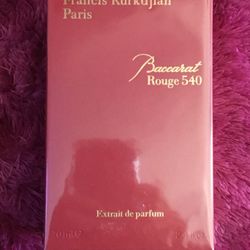 Francis Kurkdjian
Paris
Baccarat
Rouge 540
Extrait de parfum